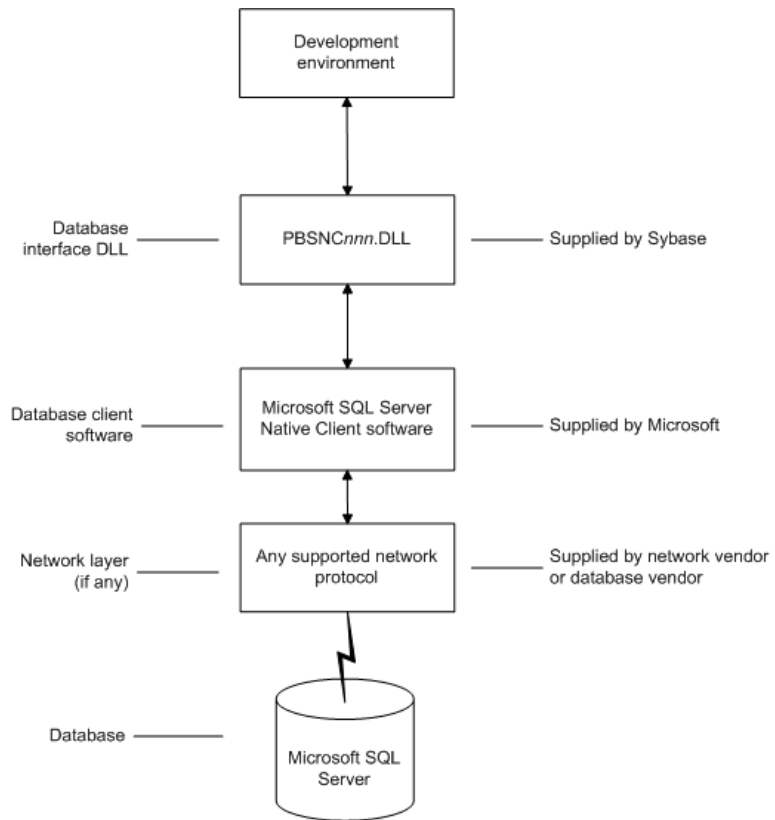 Development
environment
Database
interface DLL
PBSNCnnn.DLL
Supplied by Sybase
Database client
software
Microsoft SQL Server
Native Client software
Supplied by Microsoft
Network layer
(if any)
Any supported network
protocol
Supplied by network vendor
or database vendor
Database
Microsoft SQL
Server